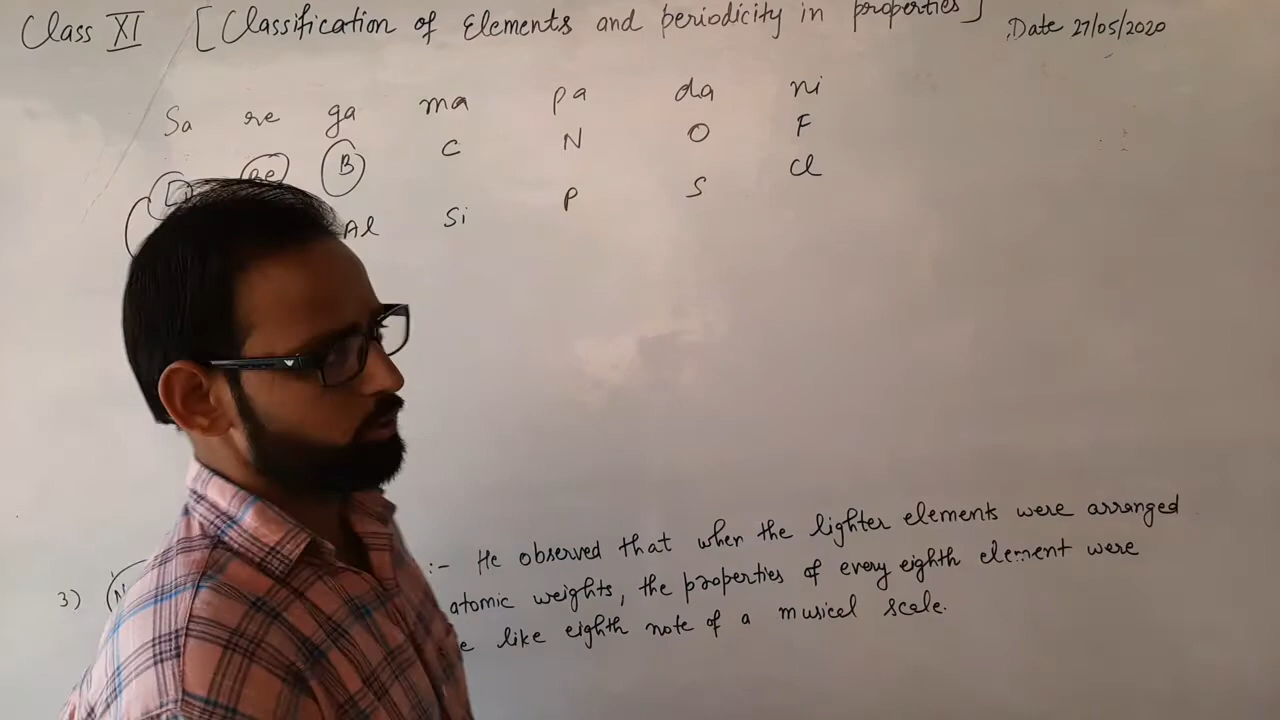 Class XI [Classification of Elements and periodicity in properties] Date 27/05/2020
Sa re ga ma pa da ni
Li Be B C N O F
Al Si P S Cl
3) :- He observed that when the lighter elements were arranged
atomic weights, the properties of every eighth element were
like eighth note of a musical scale.